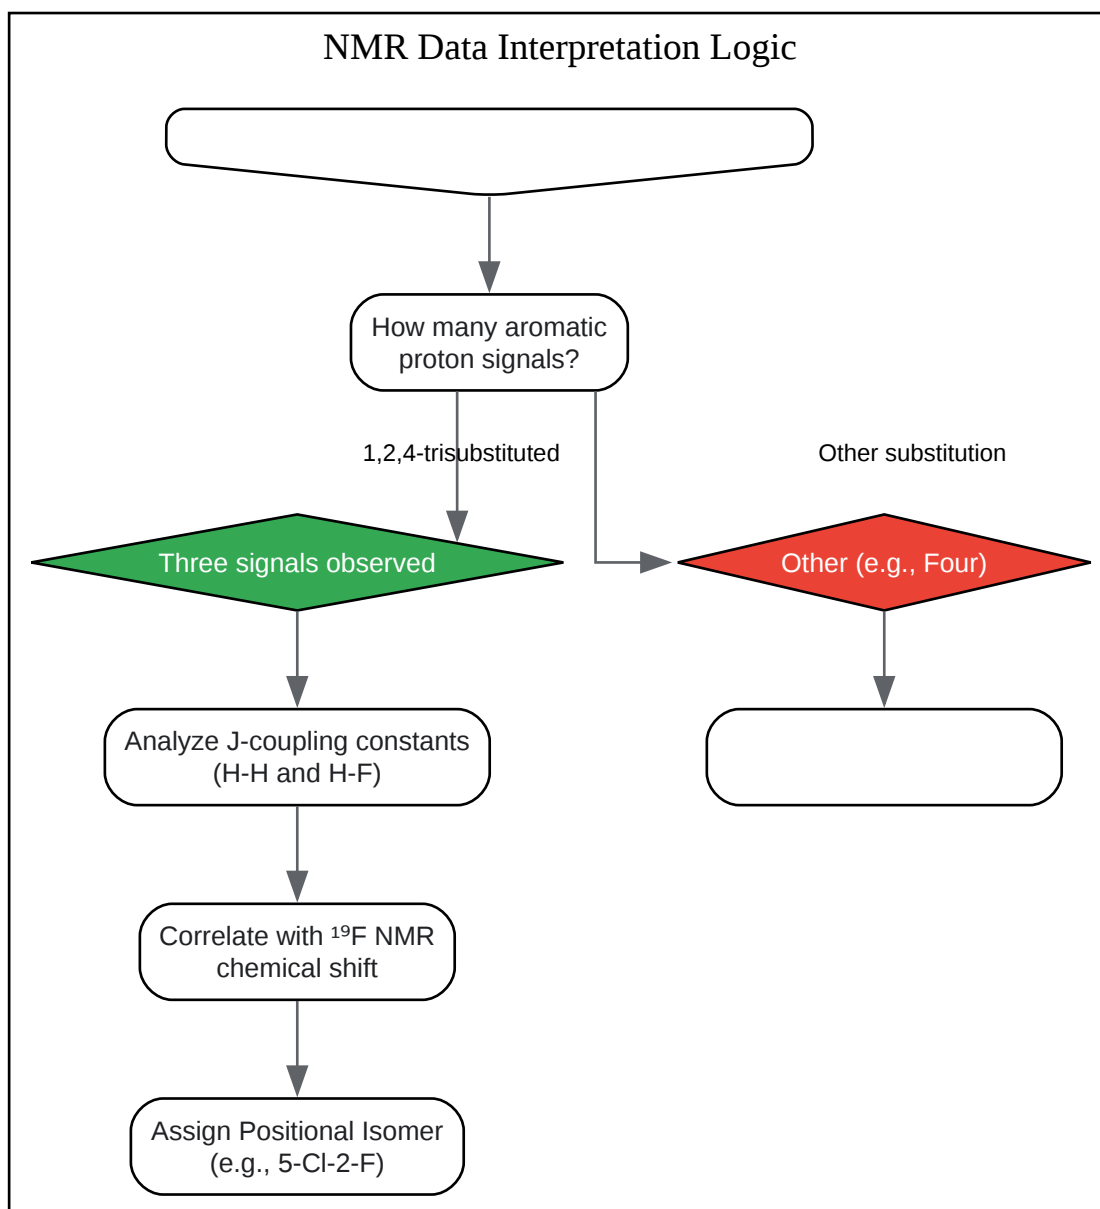 NMR Data Interpretation Logic
How many aromatic
proton signals?
1,2,4-trisubstituted
Other substitution
Three signals observed
Other (e.g., Four)
Analyze J-coupling constants
(H-H and H-F)
Correlate with ¹⁹F NMR
chemical shift
Assign Positional Isomer
(e.g., 5-Cl-2-F)